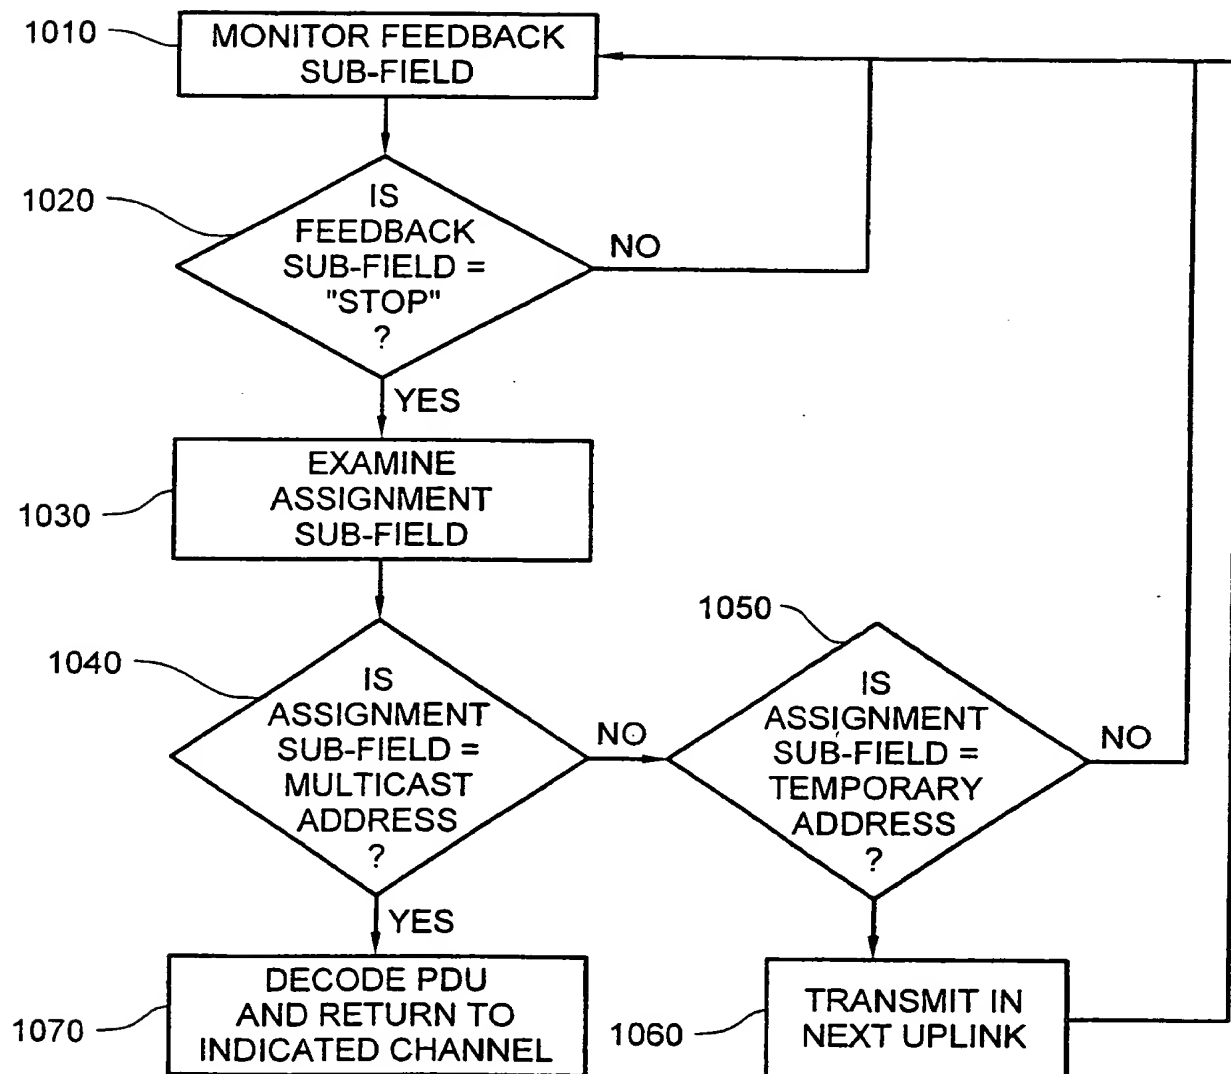 1010
MONITOR FEEDBACK
SUB-FIELD
1020
IS
FEEDBACK
SUB-FIELD =
"STOP"
?
NO
YES
1030
EXAMINE
ASSIGNMENT
SUB-FIELD
1040
IS
ASSIGNMENT
SUB-FIELD =
MULTICAST
ADDRESS
?
NO
YES
1050
IS
ASSIGNMENT
SUB-FIELD =
TEMPORARY
ADDRESS
?
NO
1070
DECODE PDU
AND RETURN TO
INDICATED CHANNEL
1060
TRANSMIT IN
NEXT UPLINK